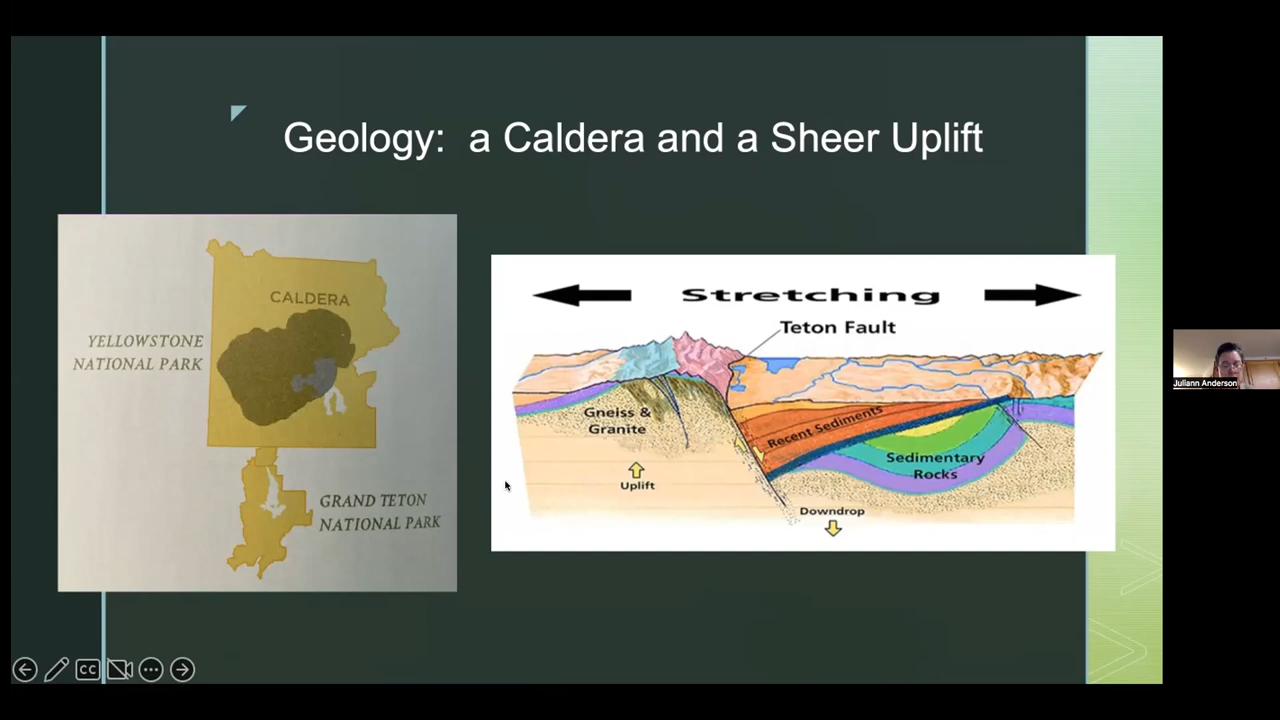 Geology:  a Caldera and a Sheer Uplift
CALDERA
YELLOWSTONE
NATIONAL PARK
GRAND TETON
NATIONAL PARK
Stretching
Teton Fault
Gneiss &
Granite
Recent Sediments
Sedimentary
Rocks
Uplift
Downdrop
CC
Juliann Anderson